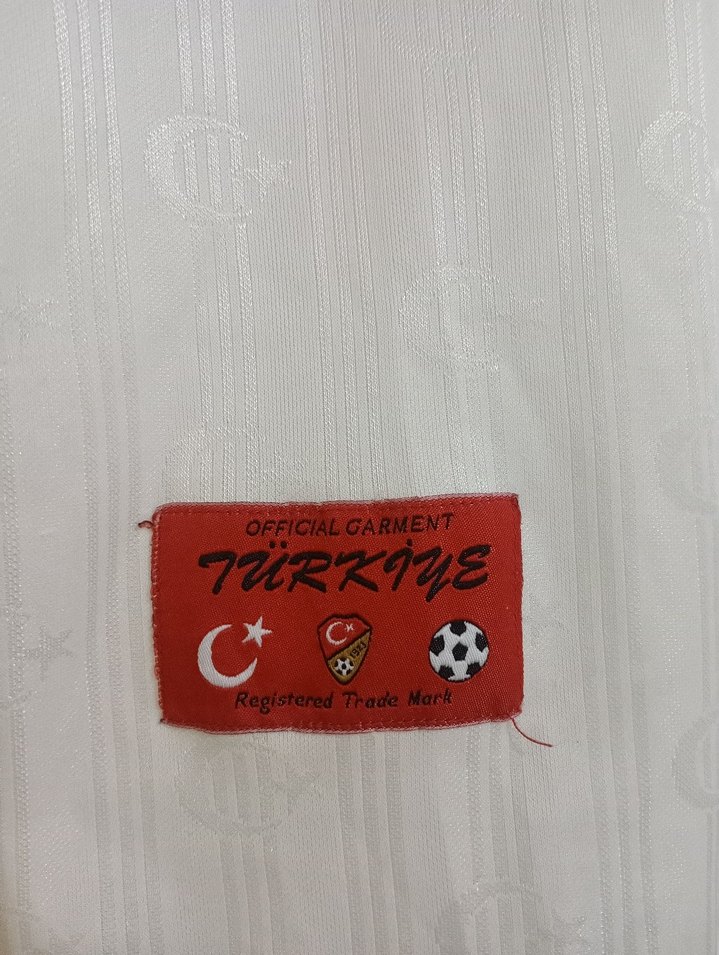 OFFICIAL GARMENT
TÜRKİYE
Registered Trade Mark